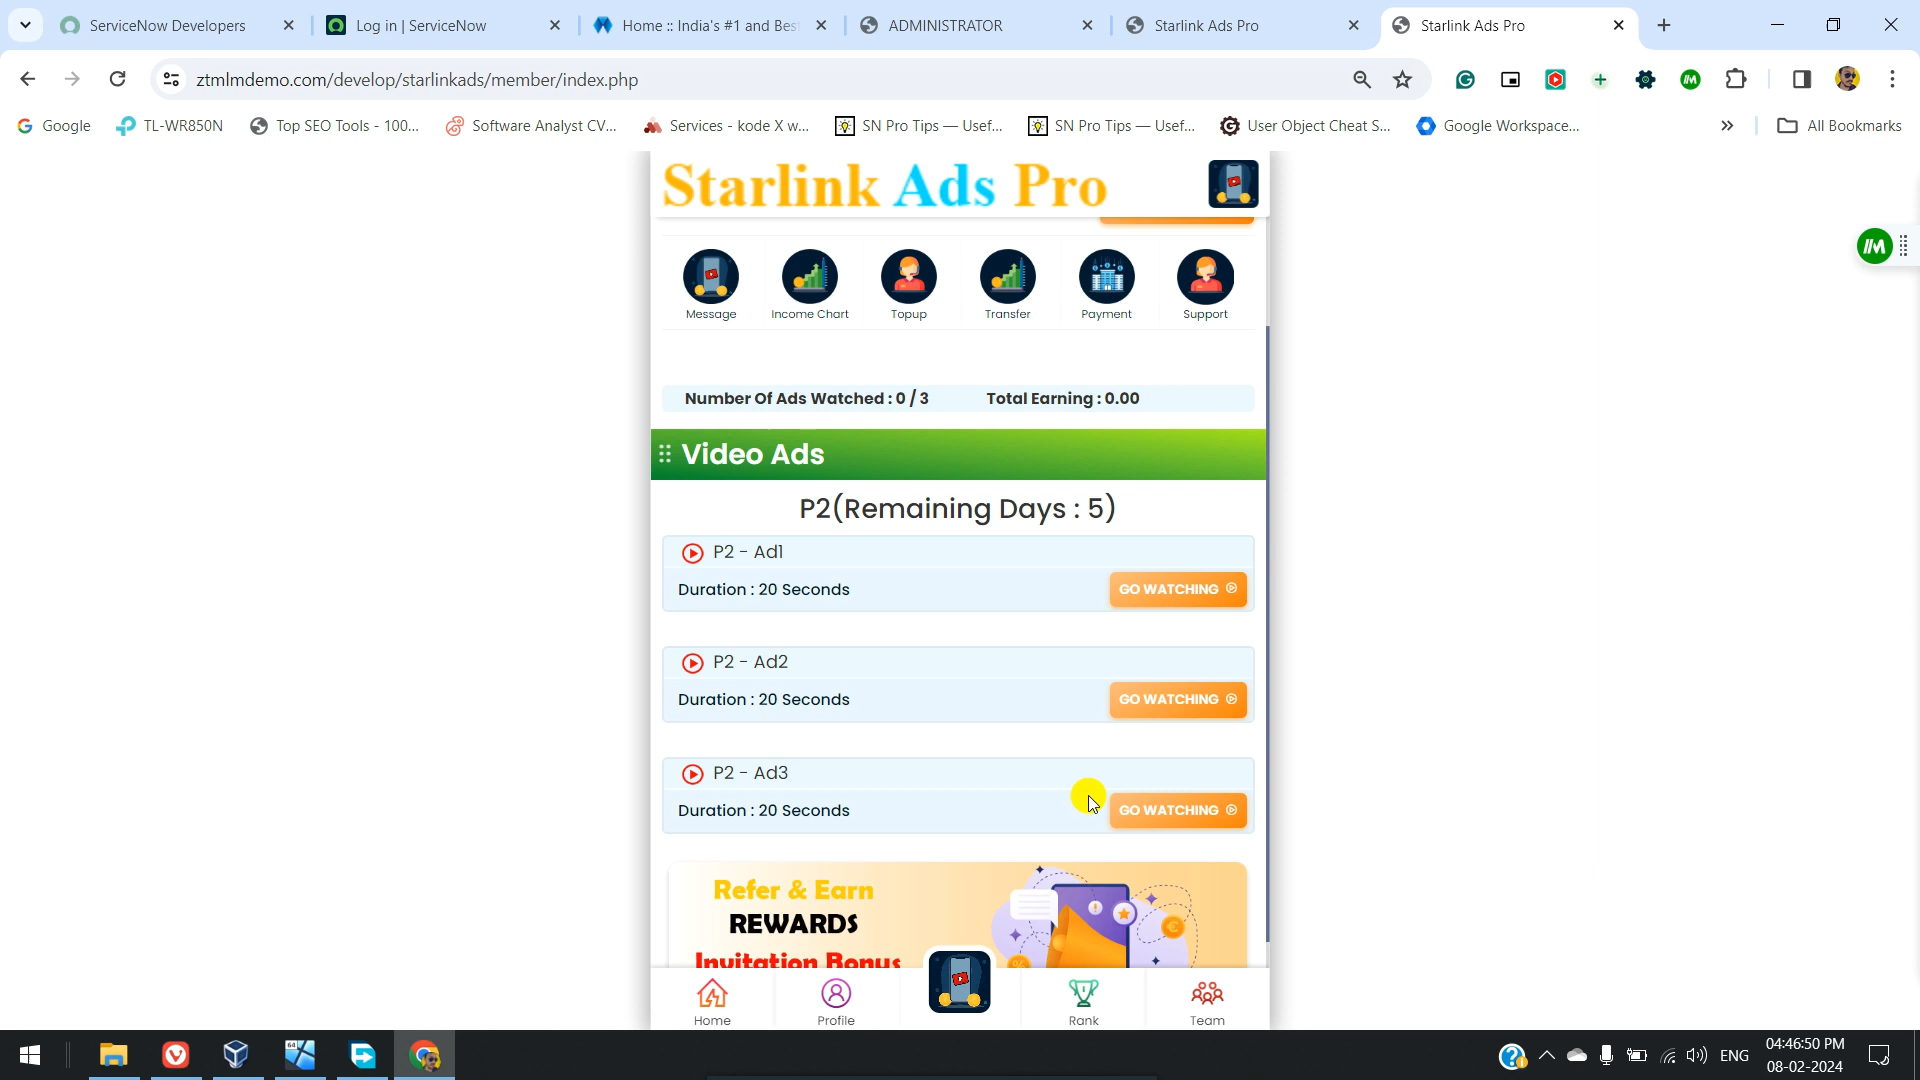 ServiceNow Developers
Log in | ServiceNow
Home :: India's #1 and Bes
ADMINISTRATOR
Starlink Ads Pro
Starlink Ads Pro
ztmlmdemo.com/develop/starlinkads/member/index.php
Google
TL-WR850N
Top SEO Tools - 100...
Software Analyst CV...
Services - kode X w...
SN Pro Tips — Usef...
SN Pro Tips — Usef...
User Object Cheat S...
Google Workspace...
All Bookmarks
Starlink Ads Pro
Message
Income Chart
Topup
Transfer
Payment
Support
Number Of Ads Watched : 0 / 3
Total Earning : 0.00
Video Ads
P2(Remaining Days : 5)
P2 - Ad1
Duration : 20 Seconds
GO WATCHING
P2 - Ad2
Duration : 20 Seconds
GO WATCHING
P2 - Ad3
Duration : 20 Seconds
GO WATCHING
Refer & Earn
REWARDS
Invitation Bonus
Home
Profile
Rank
Team
64
ENG
04:46:50 PM
08-02-2024